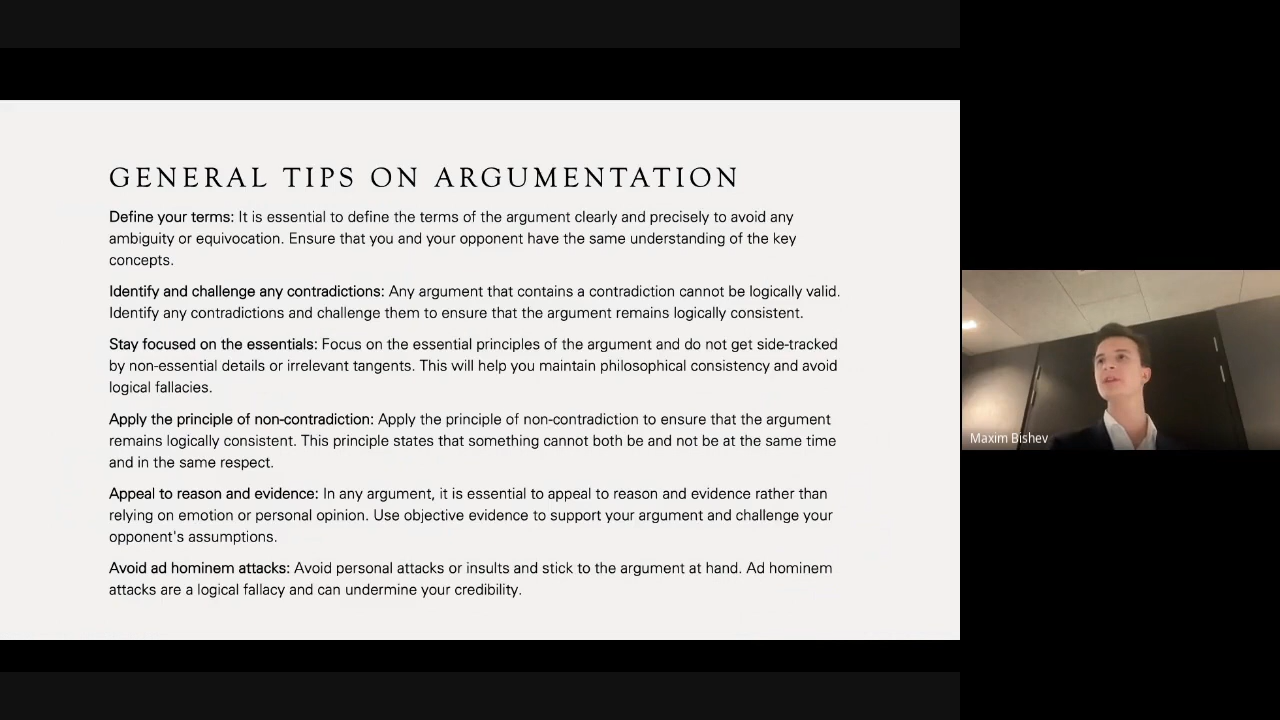 GENERAL TIPS ON ARGUMENTATION
Define your terms: It is essential to define the terms of the argument clearly and precisely to avoid any
ambiguity or equivocation. Ensure that you and your opponent have the same understanding of the key
concepts.
Identify and challenge any contradictions: Any argument that contains a contradiction cannot be logically valid.
Identify any contradictions and challenge them to ensure that the argument remains logically consistent.
Stay focused on the essentials: Focus on the essential principles of the argument and do not get side-tracked
by non-essential details or irrelevant tangents. This will help you maintain philosophical consistency and avoid
logical fallacies.
Apply the principle of non-contradiction: Apply the principle of non-contradiction to ensure that the argument
remains logically consistent. This principle states that something cannot both be and not be at the same time
and in the same respect.
Appeal to reason and evidence: In any argument, it is essential to appeal to reason and evidence rather than
relying on emotion or personal opinion. Use objective evidence to support your argument and challenge your
opponent's assumptions.
Avoid ad hominem attacks: Avoid personal attacks or insults and stick to the argument at hand. Ad hominem
attacks are a logical fallacy and can undermine your credibility.
Maxim Bishev